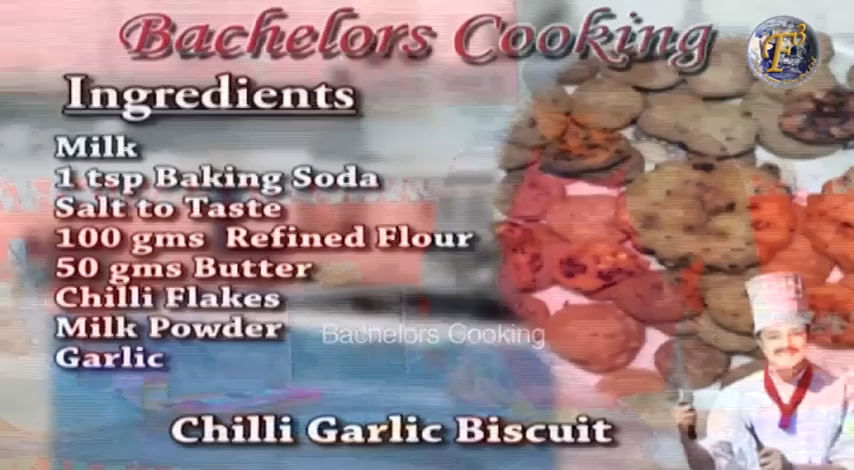 Bachelors Cooking
F3
Ingredients
Milk
1 tsp Baking Soda
Salt to Taste
100 gms Refined Flour
50 gms Butter
Chilli Flakes
Milk Powder
Bachelors Cooking
Garlic
Chilli Garlic Biscuit